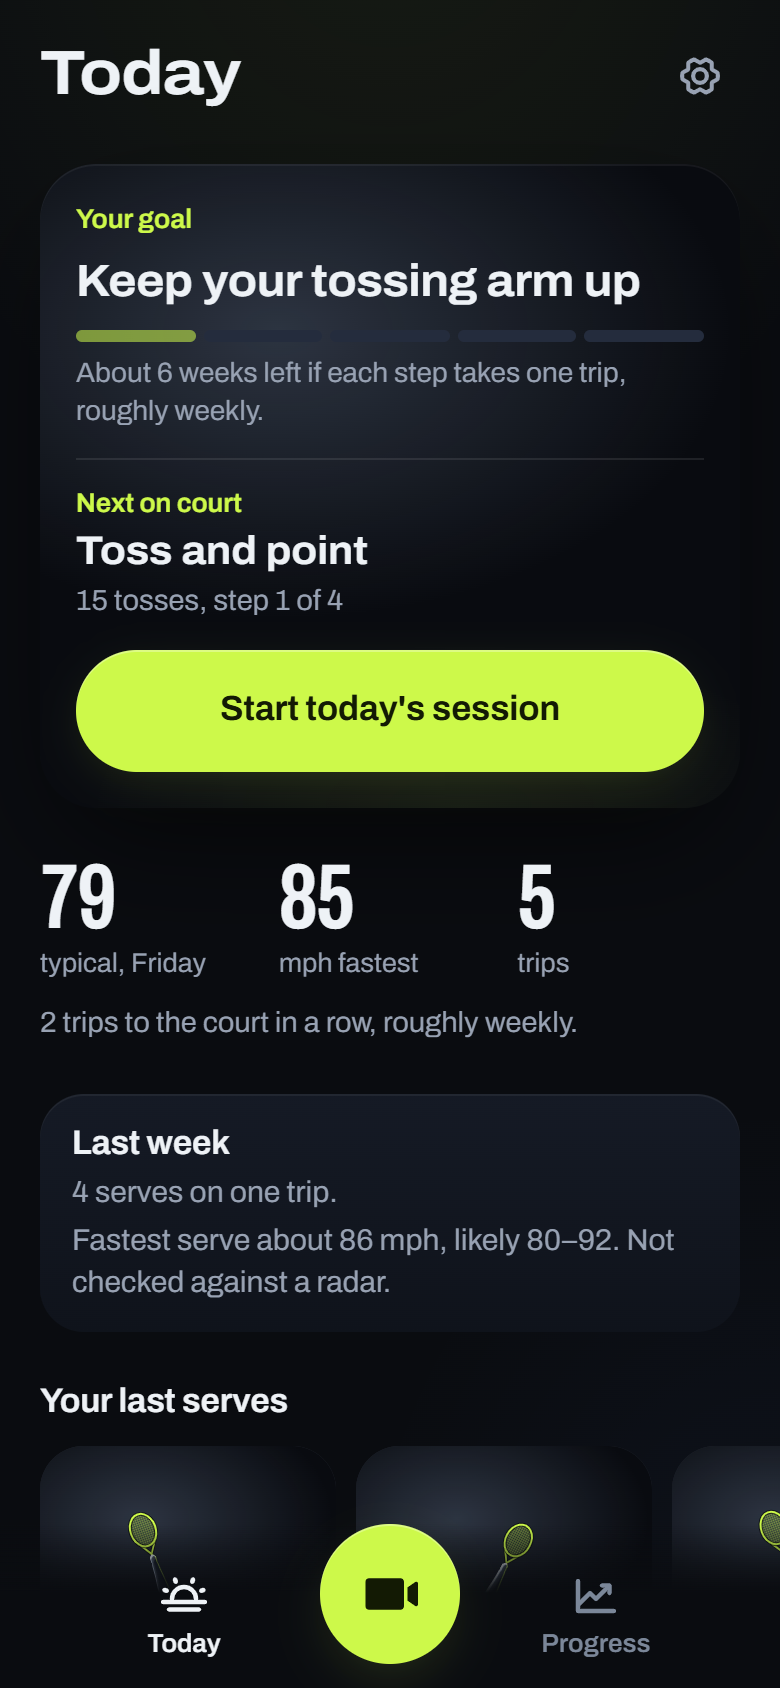 Today
Your goal
Keep your tossing arm up
About 6 weeks left if each step takes one trip,
roughly weekly.
Next on court
Toss and point
15 tosses, step 1 of 4
Start today's session
79
typical, Friday
85
mph fastest
5
trips
2 trips to the court in a row, roughly weekly.
Last week
4 serves on one trip.
Fastest serve about 86 mph, likely 80–92. Not
checked against a radar.
Your last serves
Today
Progress